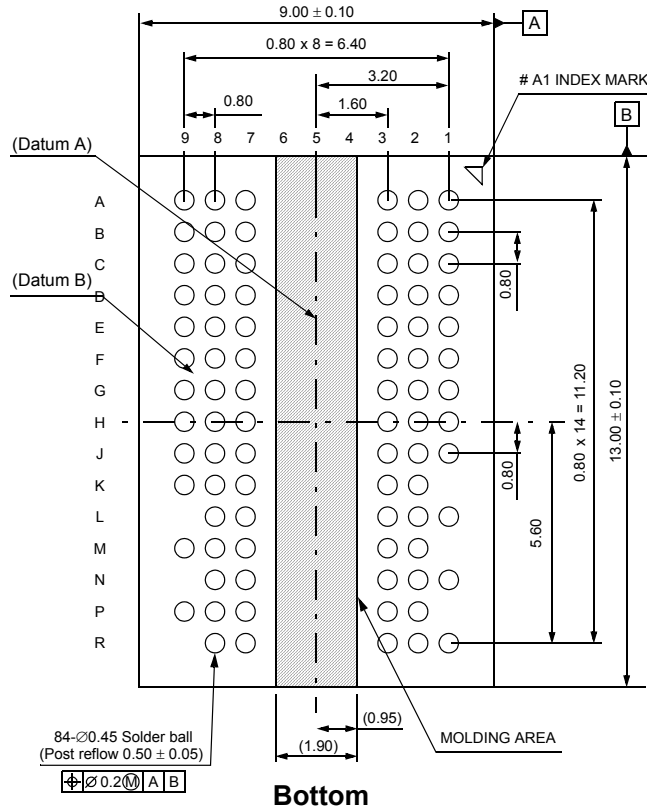 9.00 ± 0.10
A
0.80 x 8 = 6.40
3.20
# A1 INDEX MARK
0.80
1.60
B
9 8 7 6 5 4 3 2 1
(Datum A)
A
B
C
0.80
(Datum B)
D
E
F
G
0.80 x 14 = 11.20
13.00 ± 0.10
H
J
0.80
K
L
5.60
M
N
P
R
(0.95)
84-∅0.45 Solder ball
(Post reflow 0.50 ± 0.05)
(1.90)
MOLDING AREA
⌖ ∅ 0.2 Ⓜ A B
Bottom